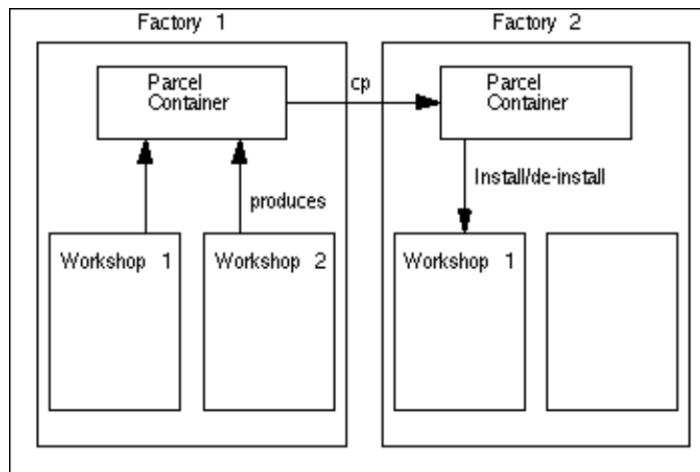 Factory 1
Factory 2
Parcel
Container
cp
Parcel
Container
produces
Install/de-install
Workshop 1
Workshop 2
Workshop 1